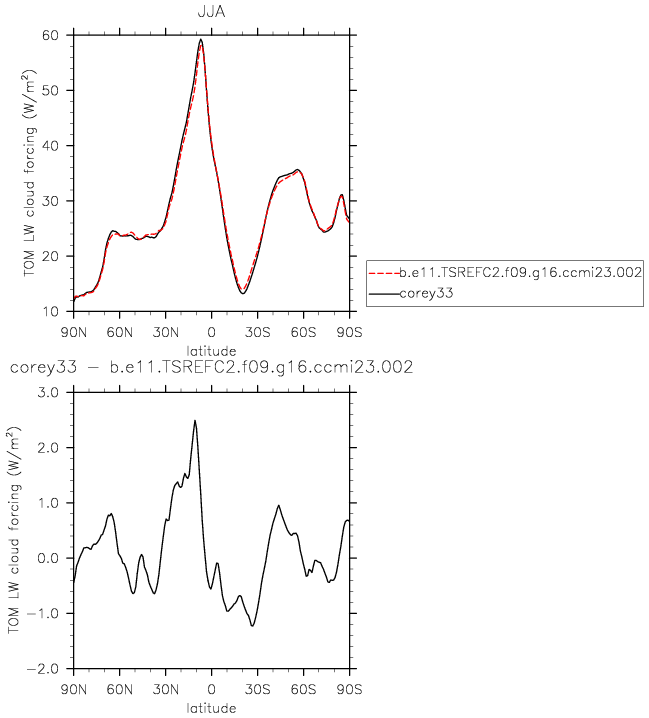 JJA
TOM LW cloud forcing (W/m²)
60
50
40
30
20
10
90N 60N 30N 0 30S 60S 90S
latitude
b.e11.TSREFC2.f09.g16.ccmi23.002
corey33
corey33 − b.e11.TSREFC2.f09.g16.ccmi23.002
TOM LW cloud forcing (W/m²)
3.0
2.0
1.0
0.0
−1.0
−2.0
90N 60N 30N 0 30S 60S 90S
latitude